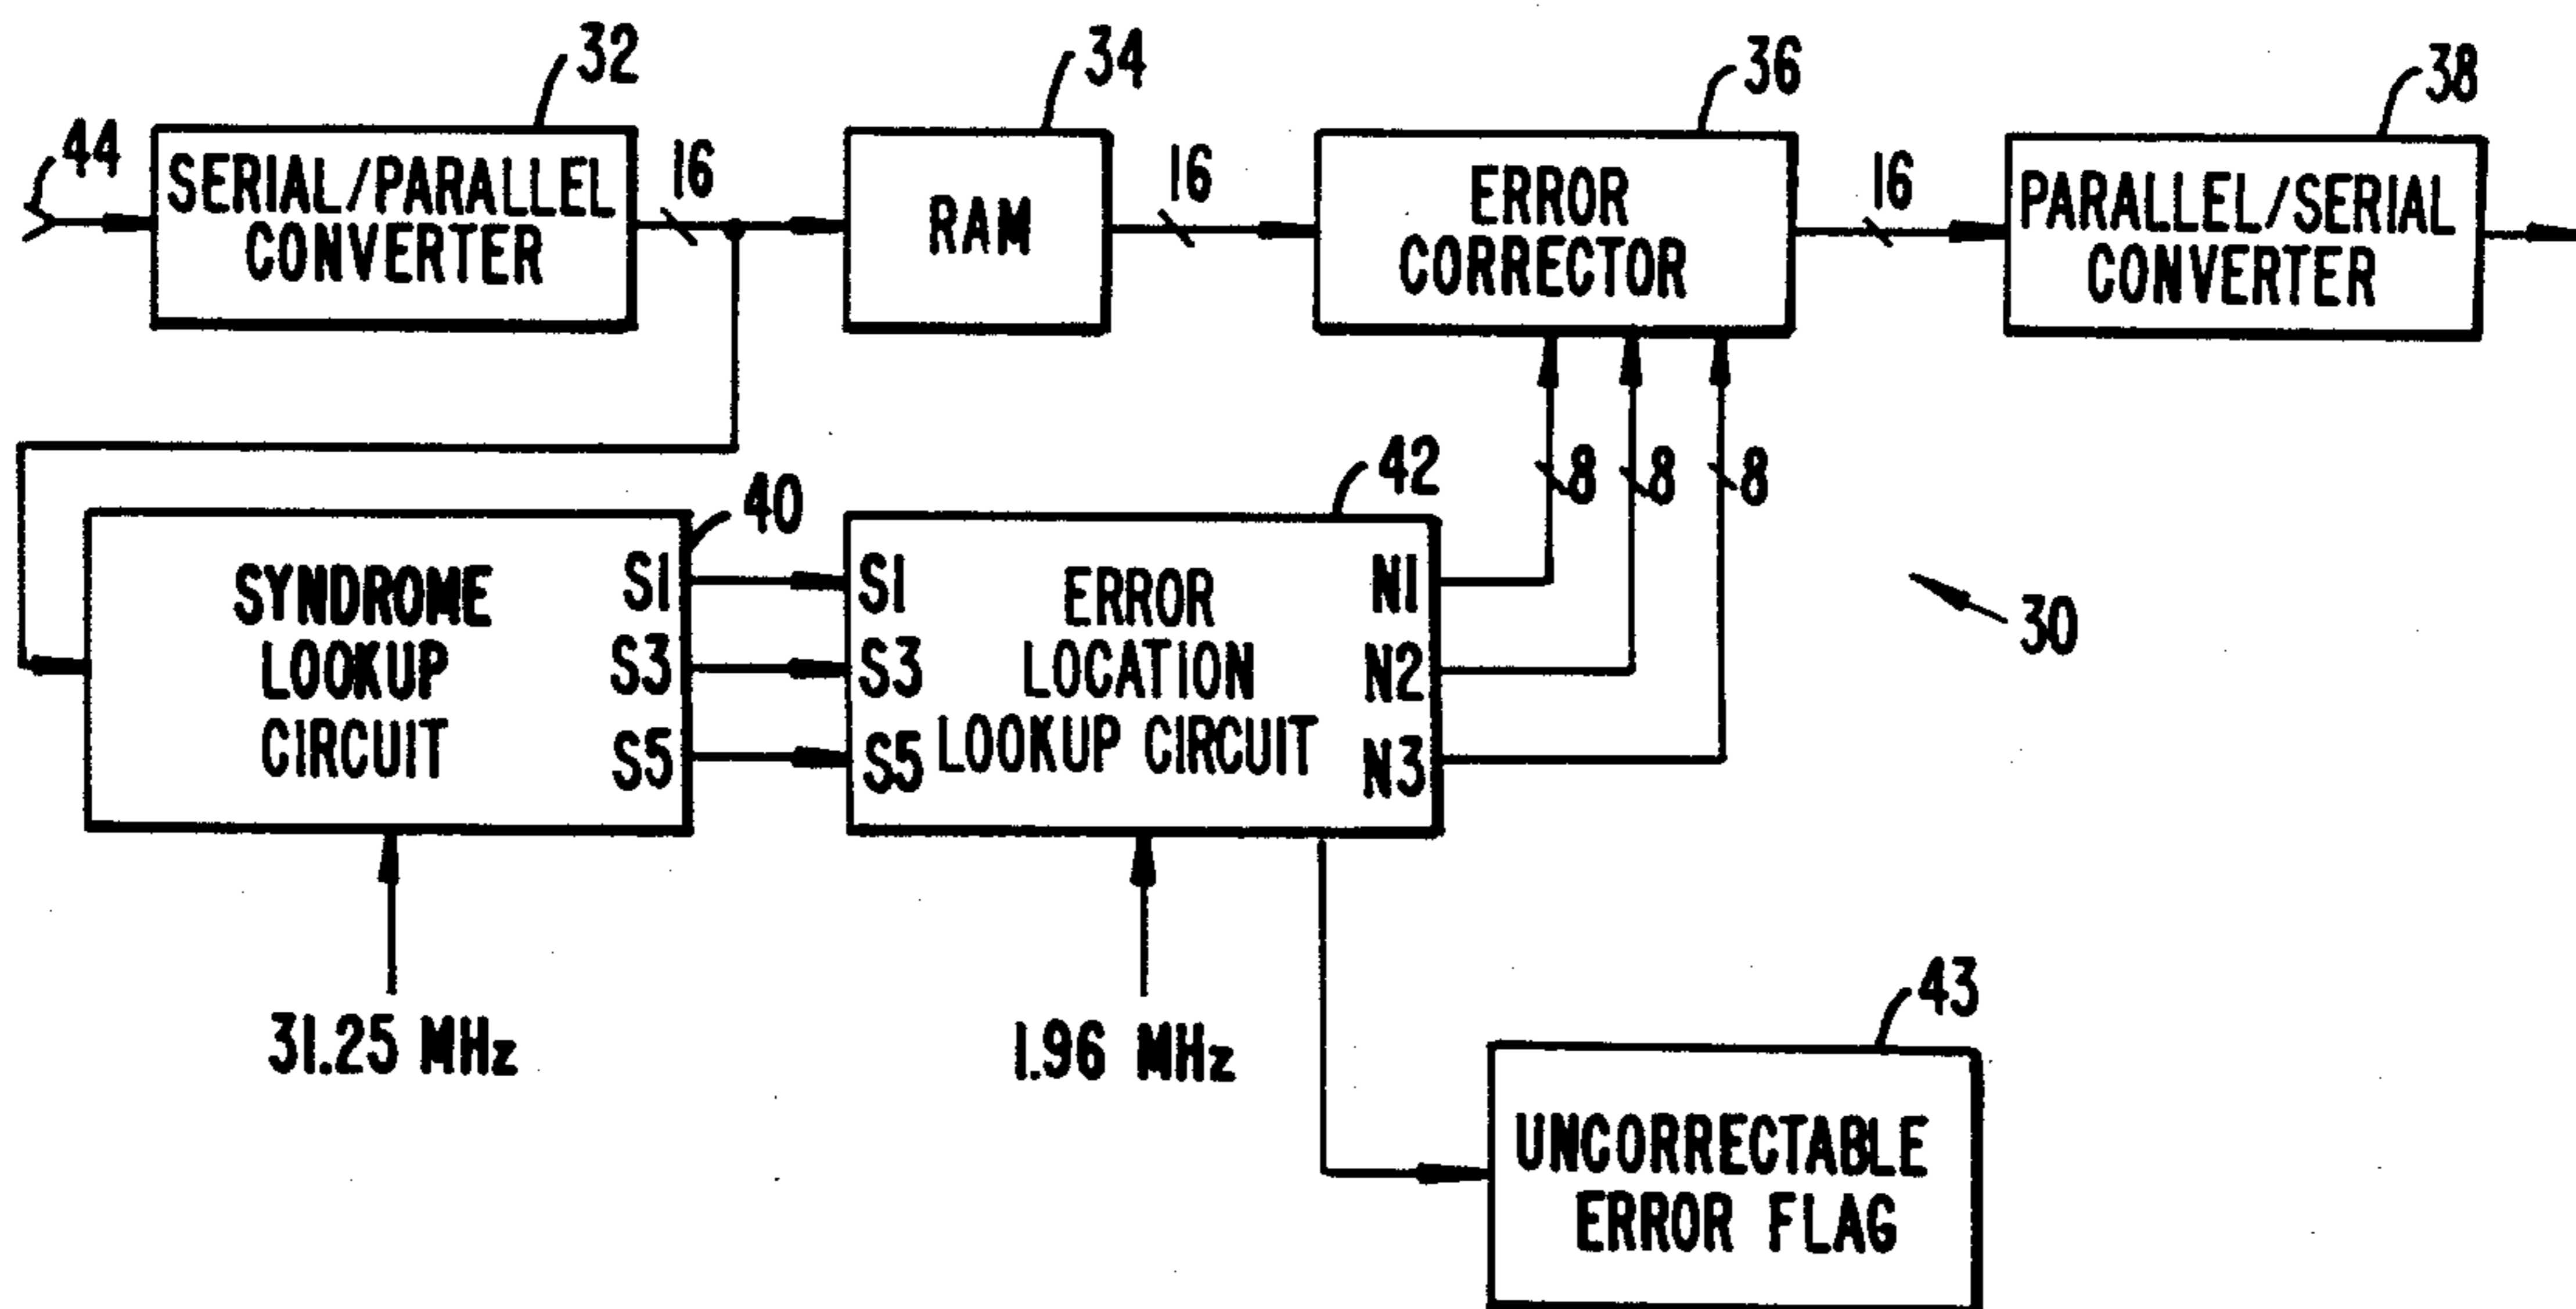 32
34
36
38
44
SERIAL/PARALLEL
CONVERTER
16
RAM
16
ERROR
CORRECTOR
16
PARALLEL/SERIAL
CONVERTER
40
42
8
8
8
SYNDROME
LOOKUP
CIRCUIT
S1
S3
S5
S1
S3
S5
ERROR
LOCATION
LOOKUP CIRCUIT
N1
N2
N3
30
31.25 MHz
1.96 MHz
43
UNCORRECTABLE
ERROR FLAG